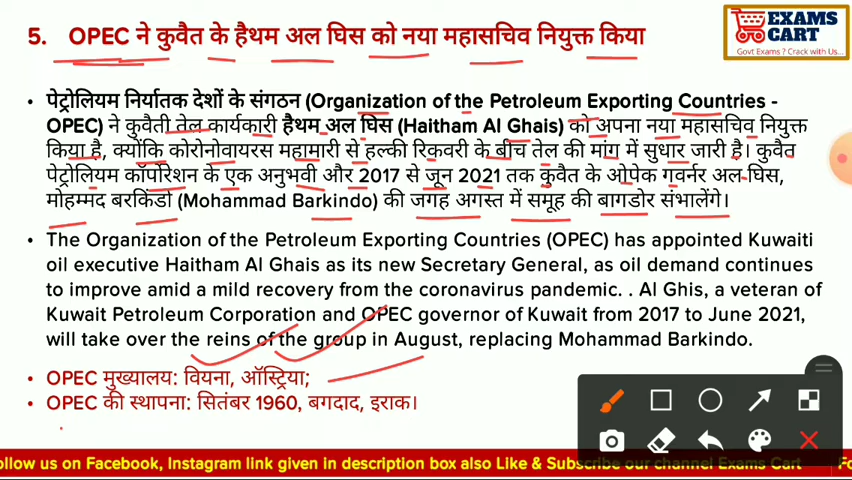 5. OPEC ने कुवैत के हैथम अल घिस को नया महासचिव नियुक्त किया
EXAMS
CART
Govt Exams ? Crack with Us...
• पेट्रोलियम निर्यातक देशों के संगठन (Organization of the Petroleum Exporting Countries -
OPEC) ने कुवैती तेल कार्यकारी हैथम अल घिस (Haitham Al Ghais) को अपना नया महासचिव नियुक्त
किया है, क्योंकि कोरोनोवायरस महामारी से हल्की रिकवरी के बीच तेल की मांग में सुधार जारी है। कुवैत
पेट्रोलियम कॉर्पोरेशन के एक अनुभवी और 2017 से जून 2021 तक कुवैत के ओपेक गवर्नर अल-घिस,
मोहम्मद बरकिंडो (Mohammad Barkindo) की जगह अगस्त में समूह की बागडोर संभालेंगे।
• The Organization of the Petroleum Exporting Countries (OPEC) has appointed Kuwaiti
oil executive Haitham Al Ghais as its new Secretary General, as oil demand continues
to improve amid a mild recovery from the coronavirus pandemic. . Al Ghis, a veteran of
Kuwait Petroleum Corporation and OPEC governor of Kuwait from 2017 to June 2021,
will take over the reins of the group in August, replacing Mohammad Barkindo.
• OPEC मुख्यालय: वियना, ऑस्ट्रिया;
• OPEC की स्थापना: सितंबर 1960, बगदाद, इराक।
ollow us on Facebook, Instagram link given in description box also Like & Subscribe our channel Exams Cart Fo